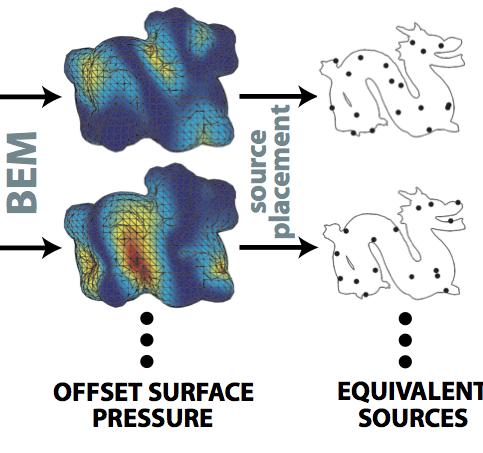 BEM
source
placement
OFFSET SURFACE
PRESSURE
EQUIVALENT
SOURCES